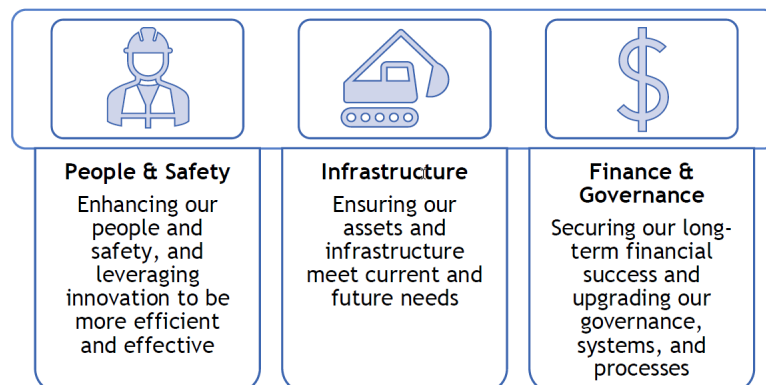 People & Safety
Enhancing our
people and
safety, and
leveraging
innovation to be
more efficient
and effective
Infrastructure
Ensuring our
assets and
infrastructure
meet current and
future needs
Finance &
Governance
Securing our long-
term financial
success and
upgrading our
governance,
systems, and
processes